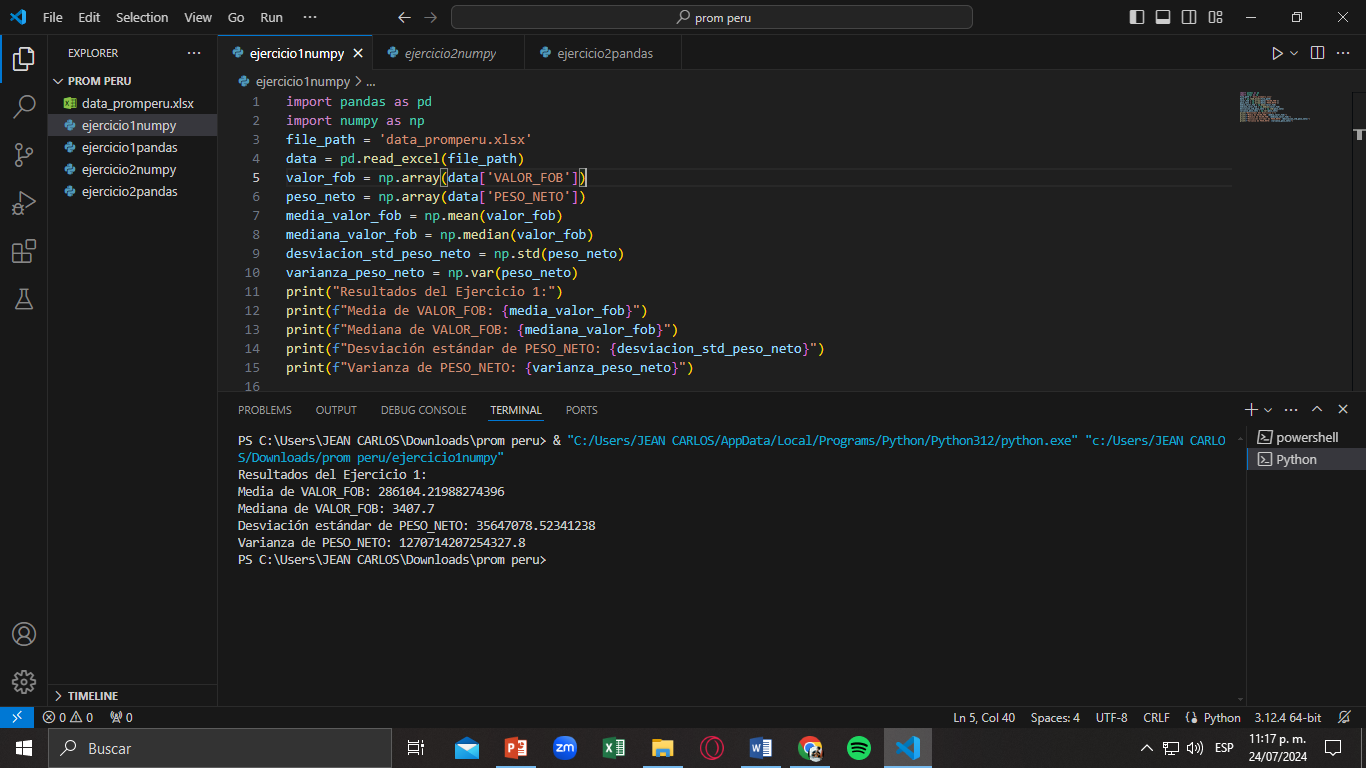 File Edit Selection View Go Run ··· prom peru
EXPLORER ···
PROM PERU
data_promperu.xlsx
ejercicio1numpy
ejercicio1pandas
ejercicio2numpy
ejercicio2pandas
TIMELINE
ejercicio1numpy ejercicio2numpy ejercicio2pandas
ejercicio1numpy > ...
1 import pandas as pd
2 import numpy as np
3 file_path = 'data_promperu.xlsx'
4 data = pd.read_excel(file_path)
5 valor_fob = np.array(data['VALOR_FOB'])
6 peso_neto = np.array(data['PESO_NETO'])
7 media_valor_fob = np.mean(valor_fob)
8 mediana_valor_fob = np.median(valor_fob)
9 desviacion_std_peso_neto = np.std(peso_neto)
10 varianza_peso_neto = np.var(peso_neto)
11 print("Resultados del Ejercicio 1:")
12 print(f"Media de VALOR_FOB: {media_valor_fob}")
13 print(f"Mediana de VALOR_FOB: {mediana_valor_fob}")
14 print(f"Desviación estándar de PESO_NETO: {desviacion_std_peso_neto}")
15 print(f"Varianza de PESO_NETO: {varianza_peso_neto}")
16
PROBLEMS OUTPUT DEBUG CONSOLE TERMINAL PORTS
PS C:\Users\JEAN CARLOS\Downloads\prom peru> & "C:/Users/JEAN CARLOS/AppData/Local/Programs/Python/Python312/python.exe" "c:/Users/JEAN CARLO
S/Downloads/prom peru/ejercicio1numpy"
Resultados del Ejercicio 1:
Media de VALOR_FOB: 286104.21988274396
Mediana de VALOR_FOB: 3407.7
Desviación estándar de PESO_NETO: 35647078.52341238
Varianza de PESO_NETO: 1270714207254327.8
PS C:\Users\JEAN CARLOS\Downloads\prom peru>
powershell
Python
0 0 0 Ln 5, Col 40 Spaces: 4 UTF-8 CRLF Python 3.12.4 64-bit
Buscar
zm
ESP
11:17 p. m.
24/07/2024